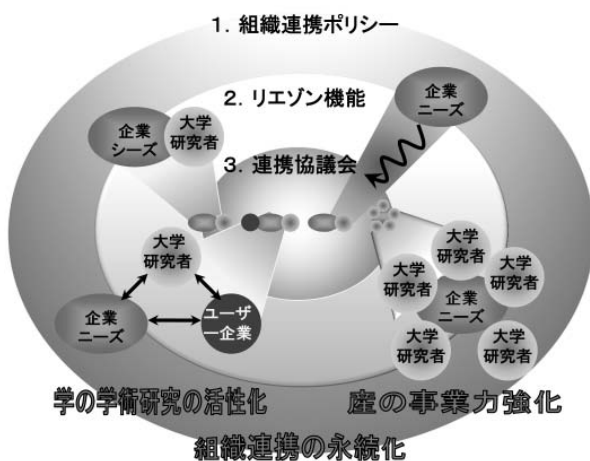 1. 組織連携ポリシー
2. リエゾン機能
企業
ニーズ
企業
シーズ
大学
研究者
3. 連携協議会
大学
研究者
企業
ニーズ
ユーザ
ー企業
大学
研究者
大学
研究者
大学
研究者
企業
ニーズ
大学
研究者
大学
研究者
学の学術研究の活性化
産の事業力強化
組織連携の永続化